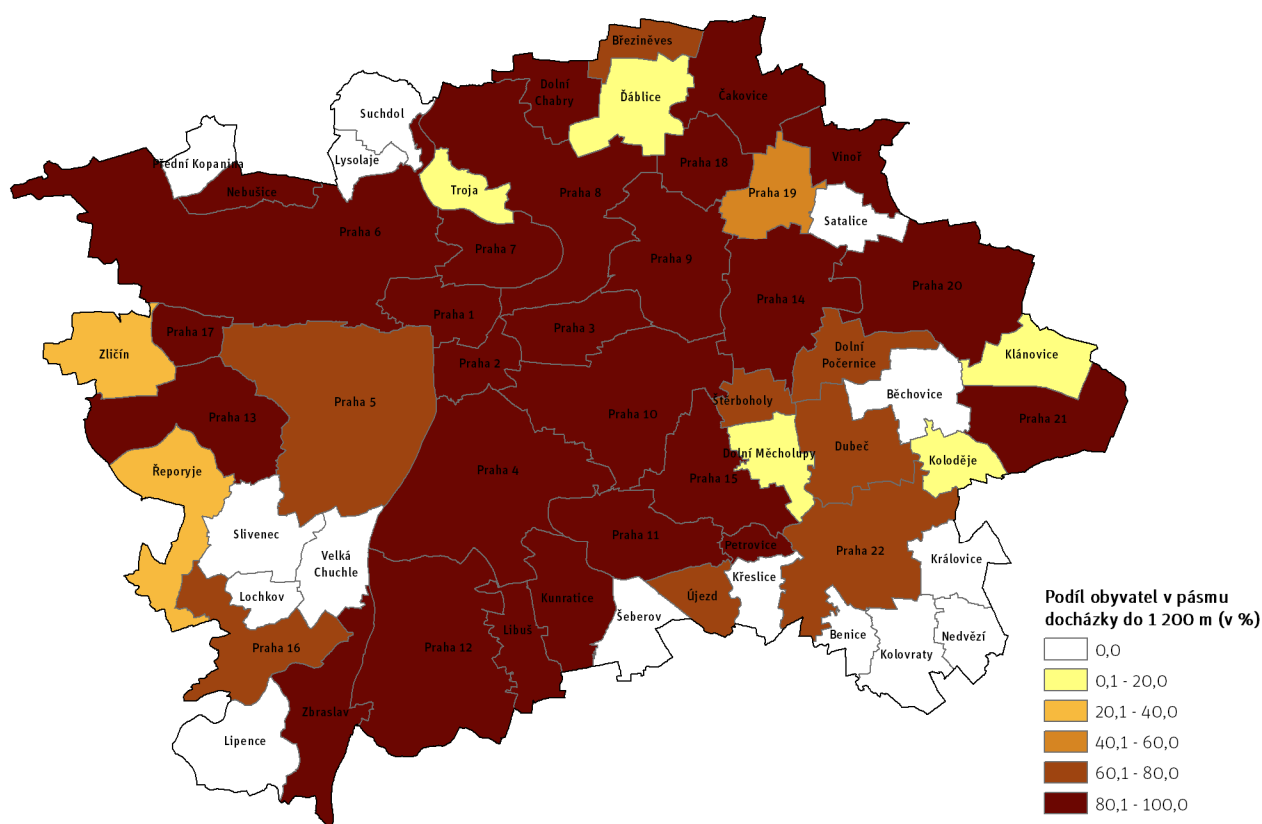 Březiněves
Dolní
Chabry
Ďáblice
Čakovice
Suchdol
Lysolaje
Přední Kopanina
Nebušice
Praha 18
Vinoř
Troja
Praha 8
Praha 19
Satalice
Praha 6
Praha 7
Praha 9
Praha 20
Praha 14
Praha 1
Praha 3
Praha 17
Zličín
Praha 2
Dolní
Počernice
Klánovice
Běchovice
Praha 5
Štěrboholy
Praha 13
Praha 10
Praha 21
Dubeč
Dolní Měcholupy
Koloděje
Řeporyje
Praha 4
Praha 15
Slivenec
Velká
Chuchle
Praha 11
Petrovice
Praha 22
Královice
Křeslice
Lochkov
Kunratice
Újezd
Šeberov
Libuš
Benice
Nedvězí
Kolovraty
Praha 16
Praha 12
Zbraslav
Lipence
Podíl obyvatel v pásmu
docházky do 1 200 m (v %)
0,0
0,1 - 20,0
20,1 - 40,0
40,1 - 60,0
60,1 - 80,0
80,1 - 100,0